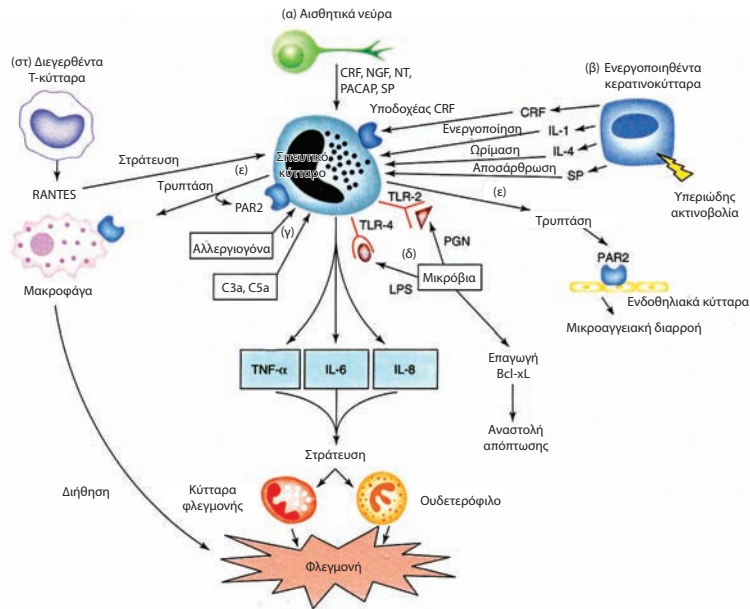 (α) Αισθητικά νεύρα
(στ) Διεγερθέντα
Τ-κύτταρα
CRF, NGF, NT,
PACAP, SP
(β) Ενεργοποιηθέντα
κερατινοκύτταρα
Υποδοχέας CRF
CRF
Ενεργοποίηση
IL-1
Ωρίμαση
IL-4
Αποσάρθρωση
SP
Υπεριώδης
ακτινοβολία
Σιτευτικό
κύτταρο
Στράτευση
(ε)
RANTES
Τρυπτάση
PAR2
TLR-2
(ε)
Τρυπτάση
TLR-4
(γ)
Αλλεργιογόνα
PGN
(δ)
PAR2
Μακροφάγα
C3a, C5a
LPS
Μικρόβια
Ενδοθηλιακά κύτταρα
Μικροαγγειακή διαρροή
TNF-α
IL-6
IL-8
Επαγωγή
Bcl-xL
Αναστολή
απόπτωσης
Στράτευση
Διήθηση
Κύτταρα
φλεγμονής
Ουδετερόφιλο
Φλεγμονή